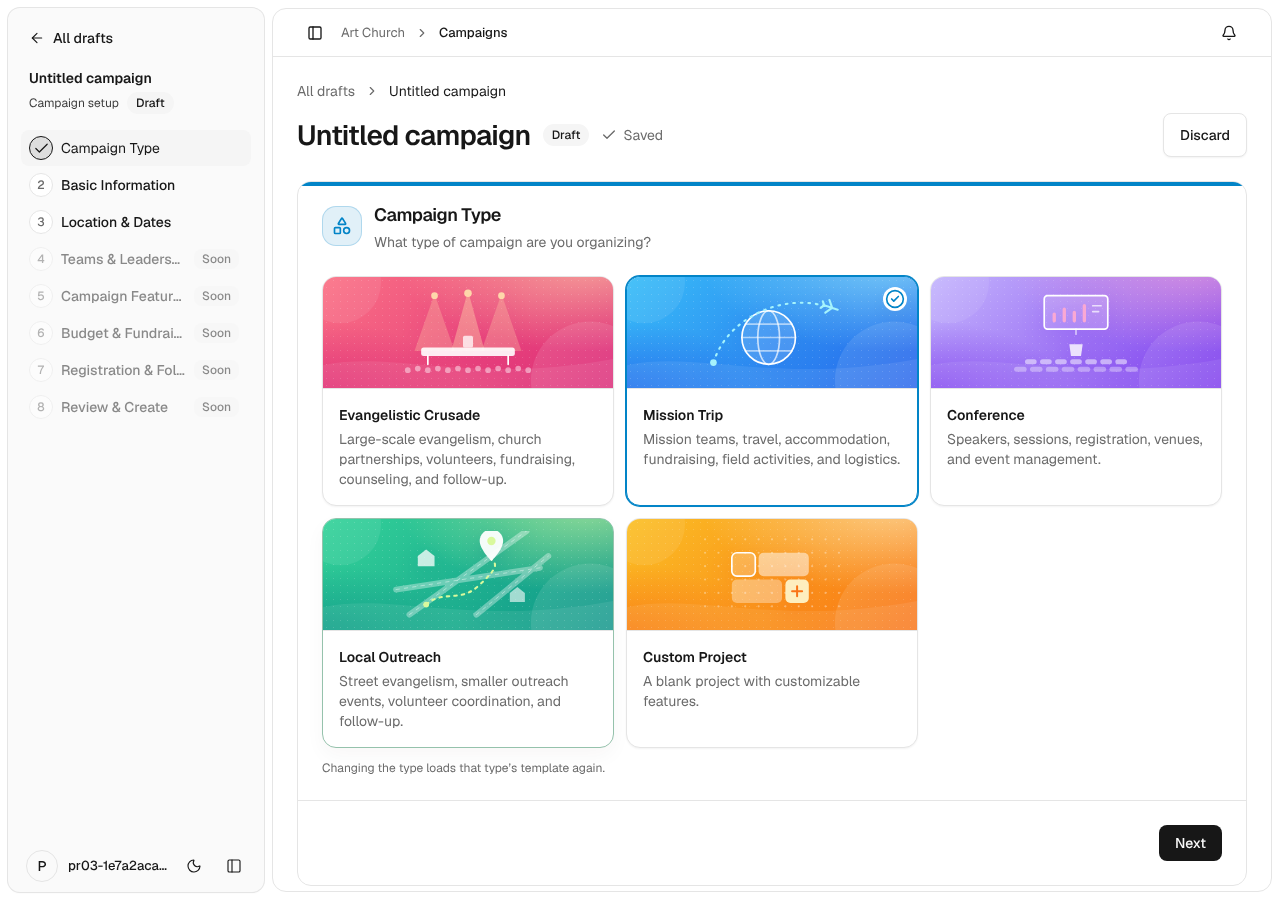 All drafts
Untitled campaign
Campaign setup Draft
Campaign Type
2 Basic Information
3 Location & Dates
4 Teams & Leaders... Soon
5 Campaign Featur... Soon
6 Budget & Fundrai... Soon
7 Registration & Fol... Soon
8 Review & Create Soon
P pr03-1e7a2aca...
Art Church Campaigns
All drafts Untitled campaign
Untitled campaign Draft Saved Discard
Campaign Type
What type of campaign are you organizing?
Evangelistic Crusade
Large-scale evangelism, church
partnerships, volunteers, fundraising,
counseling, and follow-up.
Mission Trip
Mission teams, travel, accommodation,
fundraising, field activities, and logistics.
Conference
Speakers, sessions, registration, venues,
and event management.
Local Outreach
Street evangelism, smaller outreach
events, volunteer coordination, and
follow-up.
Custom Project
A blank project with customizable
features.
Changing the type loads that type's template again.
Next